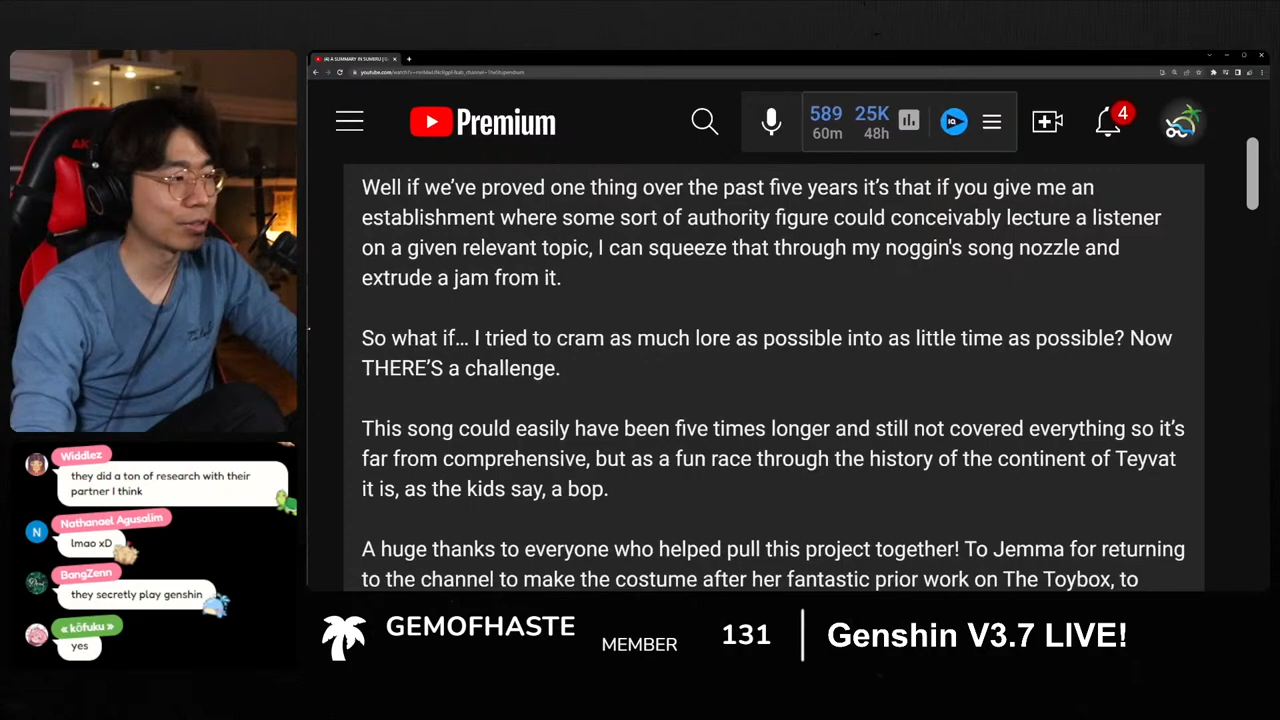 (4) A SUMMARY IN SUMERU
Premium
589 25K
60m 48h
IQ
4
Well if we've proved one thing over the past five years it's that if you give me an
establishment where some sort of authority figure could conceivably lecture a listener
on a given relevant topic, I can squeeze that through my noggin's song nozzle and
extrude a jam from it.
So what if… I tried to cram as much lore as possible into as little time as possible? Now
THERE'S a challenge.
This song could easily have been five times longer and still not covered everything so it's
far from comprehensive, but as a fun race through the history of the continent of Teyvat
it is, as the kids say, a bop.
A huge thanks to everyone who helped pull this project together! To Jemma for returning
to the channel to make the costume after her fantastic prior work on The Toybox, to
Widdlez
they did a ton of research with their
partner I think
N
Nathanael Agusalim
lmao xD
BangZenn
they secretly play genshin
« kōfuku »
yes
GEMOFHASTE
MEMBER
131
Genshin V3.7 LIVE!